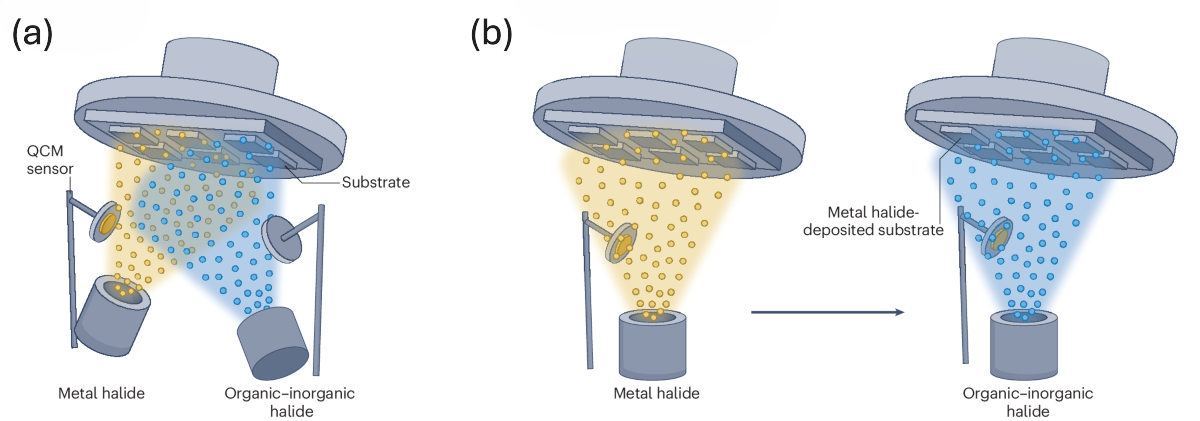 (a)
(b)
QCM
sensor
Substrate
Metal halide-
deposited substrate
Metal halide
Organic–inorganic
halide
Metal halide
Organic–inorganic
halide